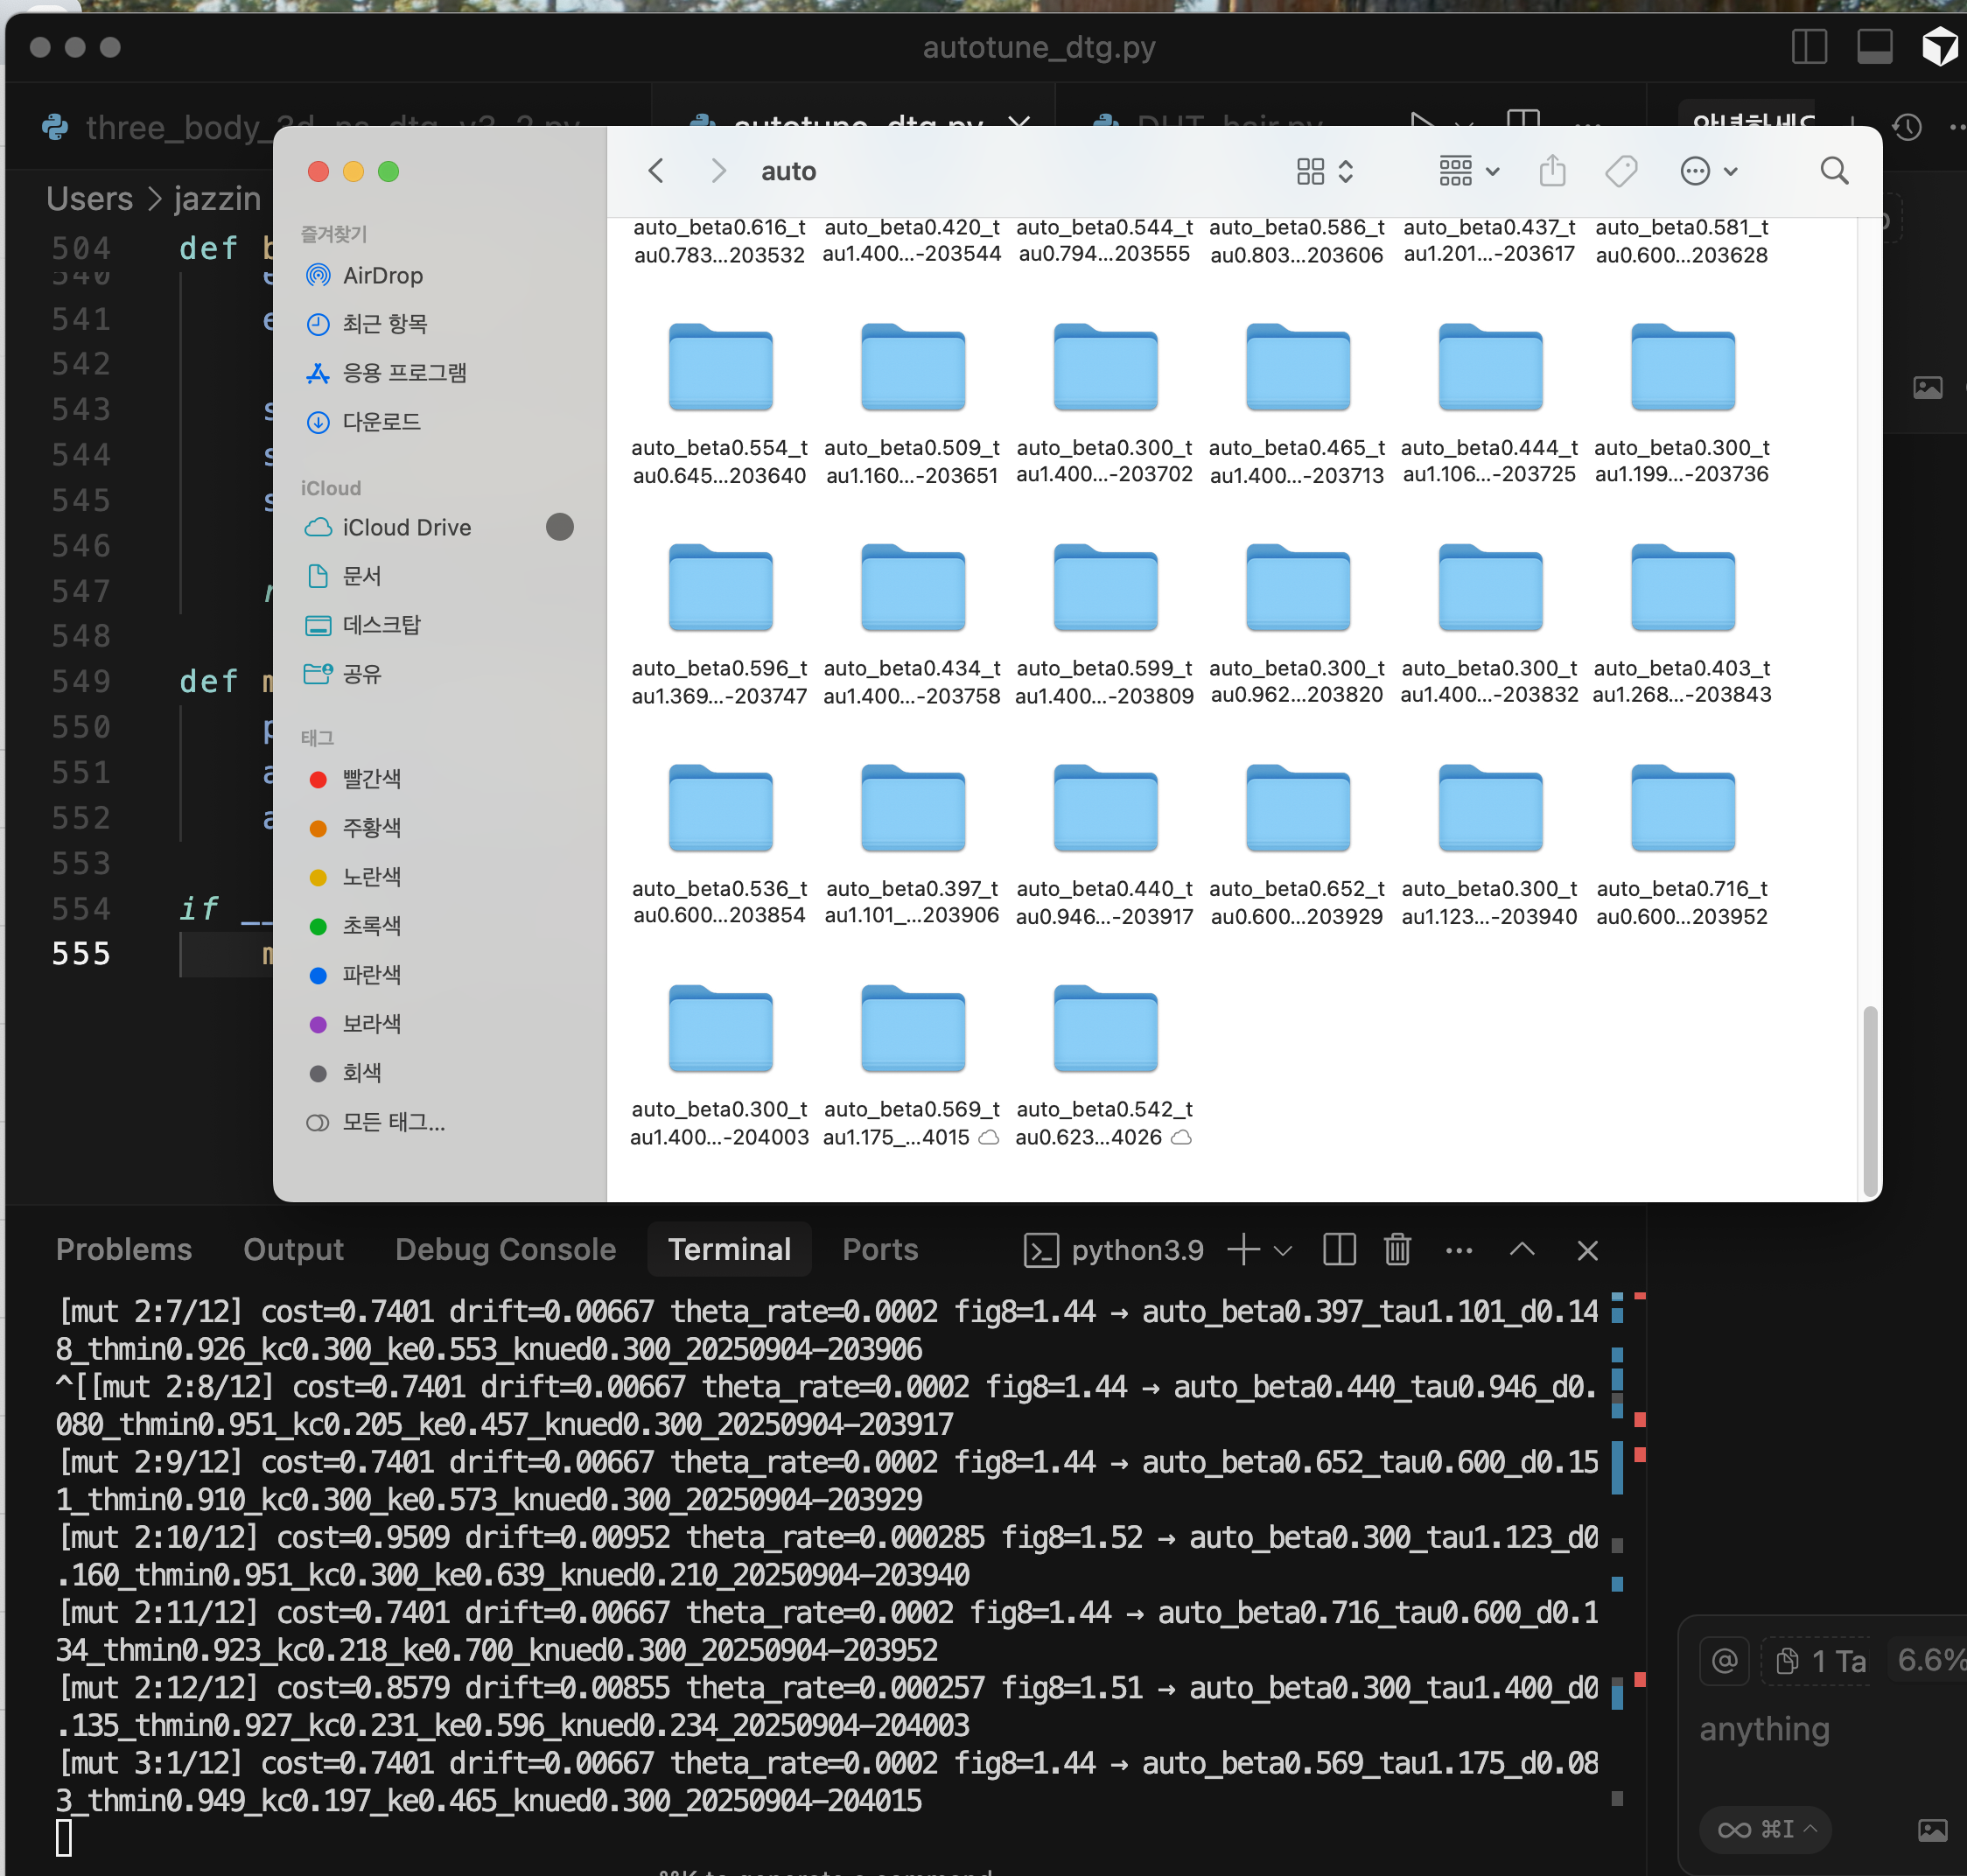 autotune_dtg.py
Users > jazzin
504 def
541
542
543
544
545
546
547
548
549 def
550
551
552
553
554 if __
555
auto
즐겨찾기
AirDrop
최근 항목
응용 프로그램
다운로드
iCloud
iCloud Drive
문서
데스크탑
공유
태그
빨간색
주황색
노란색
초록색
파란색
보라색
회색
모든 태그...
auto_beta0.616_t
au0.783...203532
auto_beta0.420_t
au1.400...-203544
auto_beta0.544_t
au0.794...203555
auto_beta0.586_t
au0.803...203606
auto_beta0.437_t
au1.201...-203617
auto_beta0.581_t
au0.600...203628
auto_beta0.554_t
au0.645...203640
auto_beta0.509_t
au1.160...-203651
auto_beta0.300_t
au1.400...-203702
auto_beta0.465_t
au1.400...-203713
auto_beta0.444_t
au1.106...-203725
auto_beta0.300_t
au1.199...-203736
auto_beta0.596_t
au1.369...-203747
auto_beta0.434_t
au1.400...-203758
auto_beta0.599_t
au1.400...-203809
auto_beta0.300_t
au0.962...203820
auto_beta0.300_t
au1.400...-203832
auto_beta0.403_t
au1.268...-203843
auto_beta0.536_t
au0.600...203854
auto_beta0.397_t
au1.101_...203906
auto_beta0.440_t
au0.946...-203917
auto_beta0.652_t
au0.600...203929
auto_beta0.300_t
au1.123...-203940
auto_beta0.716_t
au0.600...203952
auto_beta0.300_t
au1.400...-204003
auto_beta0.569_t
au1.175_...4015
auto_beta0.542_t
au0.623...4026
Problems Output Debug Console Terminal Ports python3.9
[mut 2:7/12] cost=0.7401 drift=0.00667 theta_rate=0.0002 fig8=1.44 → auto_beta0.397_tau1.101_d0.14
8_thmin0.926_kc0.300_ke0.553_knued0.300_20250904-203906
^[[mut 2:8/12] cost=0.7401 drift=0.00667 theta_rate=0.0002 fig8=1.44 → auto_beta0.440_tau0.946_d0.
080_thmin0.951_kc0.205_ke0.457_knued0.300_20250904-203917
[mut 2:9/12] cost=0.7401 drift=0.00667 theta_rate=0.0002 fig8=1.44 → auto_beta0.652_tau0.600_d0.15
1_thmin0.910_kc0.300_ke0.573_knued0.300_20250904-203929
[mut 2:10/12] cost=0.9509 drift=0.00952 theta_rate=0.000285 fig8=1.52 → auto_beta0.300_tau1.123_d0
.160_thmin0.951_kc0.300_ke0.639_knued0.210_20250904-203940
[mut 2:11/12] cost=0.7401 drift=0.00667 theta_rate=0.0002 fig8=1.44 → auto_beta0.716_tau0.600_d0.1
34_thmin0.923_kc0.218_ke0.700_knued0.300_20250904-203952
[mut 2:12/12] cost=0.8579 drift=0.00855 theta_rate=0.000257 fig8=1.51 → auto_beta0.300_tau1.400_d0
.135_thmin0.927_kc0.231_ke0.596_knued0.234_20250904-204003
[mut 3:1/12] cost=0.7401 drift=0.00667 theta_rate=0.0002 fig8=1.44 → auto_beta0.569_tau1.175_d0.08
3_thmin0.949_kc0.197_ke0.465_knued0.300_20250904-204015
@ 1 Ta 6.6%
anything
∞ ⌘I